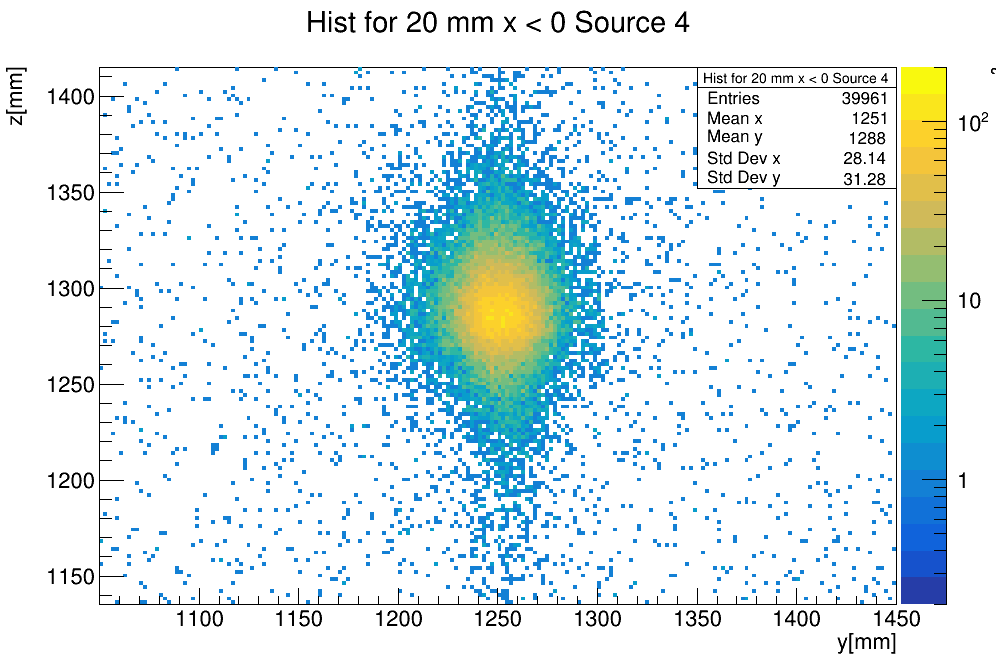 Hist for 20 mm x < 0 Source 4
z[mm]
Hist for 20 mm x < 0 Source 4
Entries 39961
Mean x 1251
Mean y 1288
Std Dev x 28.14
Std Dev y 31.28
1400
1350
1300
1250
1200
1150
10²
10
1
1100 1150 1200 1250 1300 1350 1400 1450
y[mm]